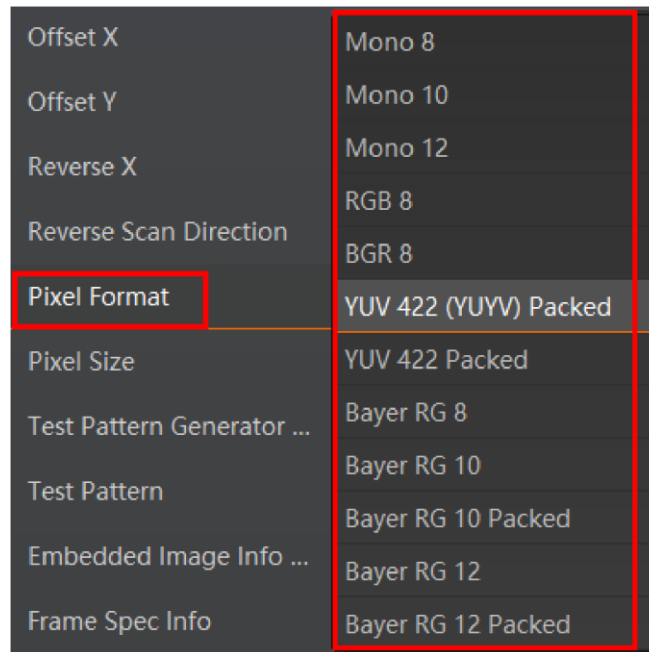 Offset X
Offset Y
Reverse X
Reverse Scan Direction
Pixel Format
Pixel Size
Test Pattern Generator ...
Test Pattern
Embedded Image Info ...
Frame Spec Info
Mono 8
Mono 10
Mono 12
RGB 8
BGR 8
YUV 422 (YUYV) Packed
YUV 422 Packed
Bayer RG 8
Bayer RG 10
Bayer RG 10 Packed
Bayer RG 12
Bayer RG 12 Packed